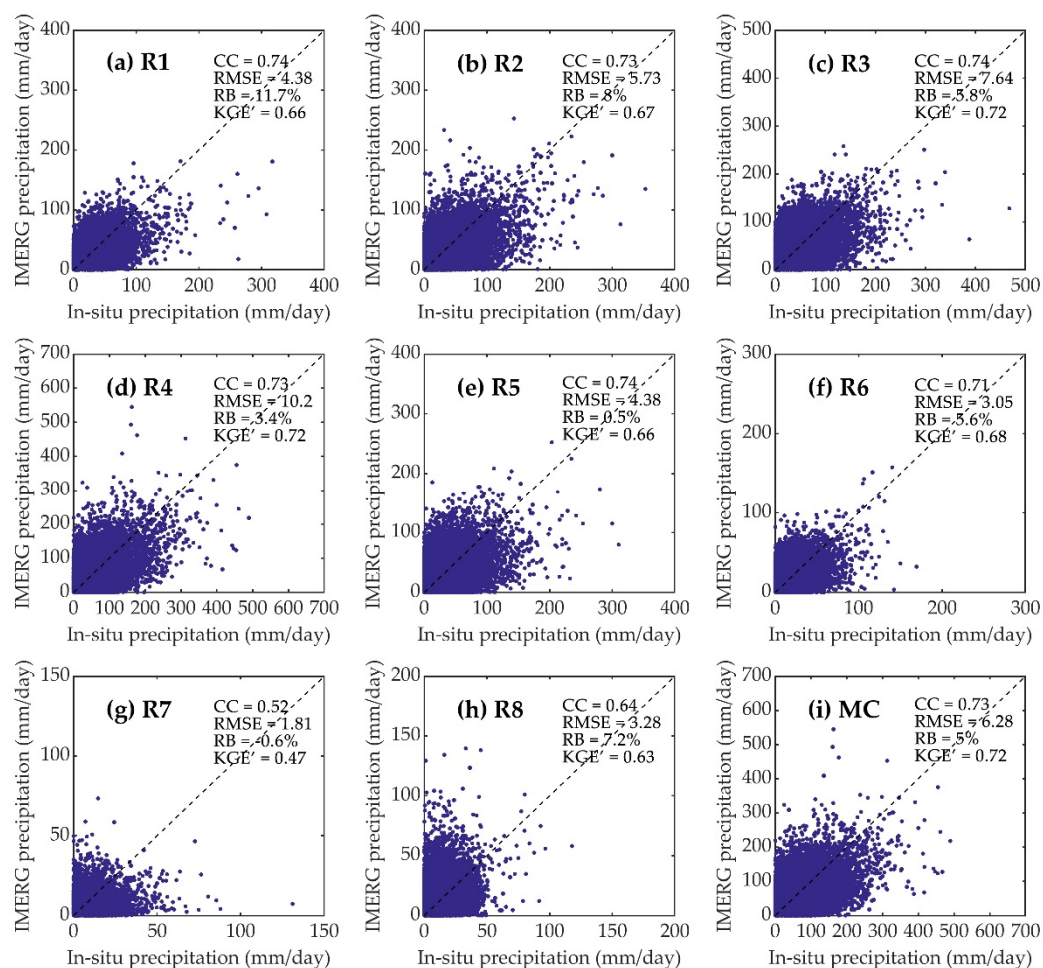 (a) R1
CC = 0.74
RMSE = 4.38
RB = 11.7%
KGE′ = 0.66
IMERG precipitation (mm/day)
400
300
200
100
0
0 100 200 300 400
In-situ precipitation (mm/day)
(b) R2
CC = 0.73
RMSE = 5.73
RB = 8%
KGE′ = 0.67
IMERG precipitation (mm/day)
400
300
200
100
0
0 100 200 300 400
In-situ precipitation (mm/day)
(c) R3
CC = 0.74
RMSE = 7.64
RB = 5.8%
KGE′ = 0.72
IMERG precipitation (mm/day)
500
400
300
200
100
0
0 100 200 300 400 500
In-situ precipitation (mm/day)
(d) R4
CC = 0.73
RMSE = 10.2
RB = 3.4%
KGE′ = 0.72
IMERG precipitation (mm/day)
700
600
500
400
300
200
100
0
0 100 200 300 400 500 600 700
In-situ precipitation (mm/day)
(e) R5
CC = 0.74
RMSE = 4.38
RB = 0.5%
KGE′ = 0.66
IMERG precipitation (mm/day)
400
300
200
100
0
0 100 200 300 400
In-situ precipitation (mm/day)
(f) R6
CC = 0.71
RMSE = 3.05
RB = 5.6%
KGE′ = 0.68
IMERG precipitation (mm/day)
300
200
100
0
0 100 200 300
In-situ precipitation (mm/day)
(g) R7
CC = 0.52
RMSE = 1.81
RB = -0.6%
KGE′ = 0.47
IMERG precipitation (mm/day)
150
100
50
0
0 50 100 150
In-situ precipitation (mm/day)
(h) R8
CC = 0.64
RMSE = 3.28
RB = 7.2%
KGE′ = 0.63
IMERG precipitation (mm/day)
200
150
100
50
0
0 50 100 150 200
In-situ precipitation (mm/day)
(i) MC
CC = 0.73
RMSE = 6.28
RB = 5%
KGE′ = 0.72
IMERG precipitation (mm/day)
700
600
500
400
300
200
100
0
0 100 200 300 400 500 600 700
In-situ precipitation (mm/day)